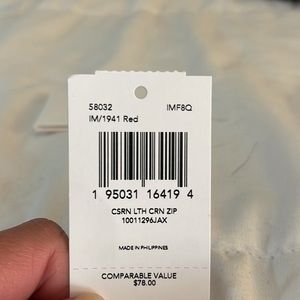 58032 IMF8Q
IM/1941 Red
1 95031 16419 4
CSRN LTH CRN ZIP
10011296JAX
MADE IN PHILIPPINES
COMPARABLE VALUE
$78.00